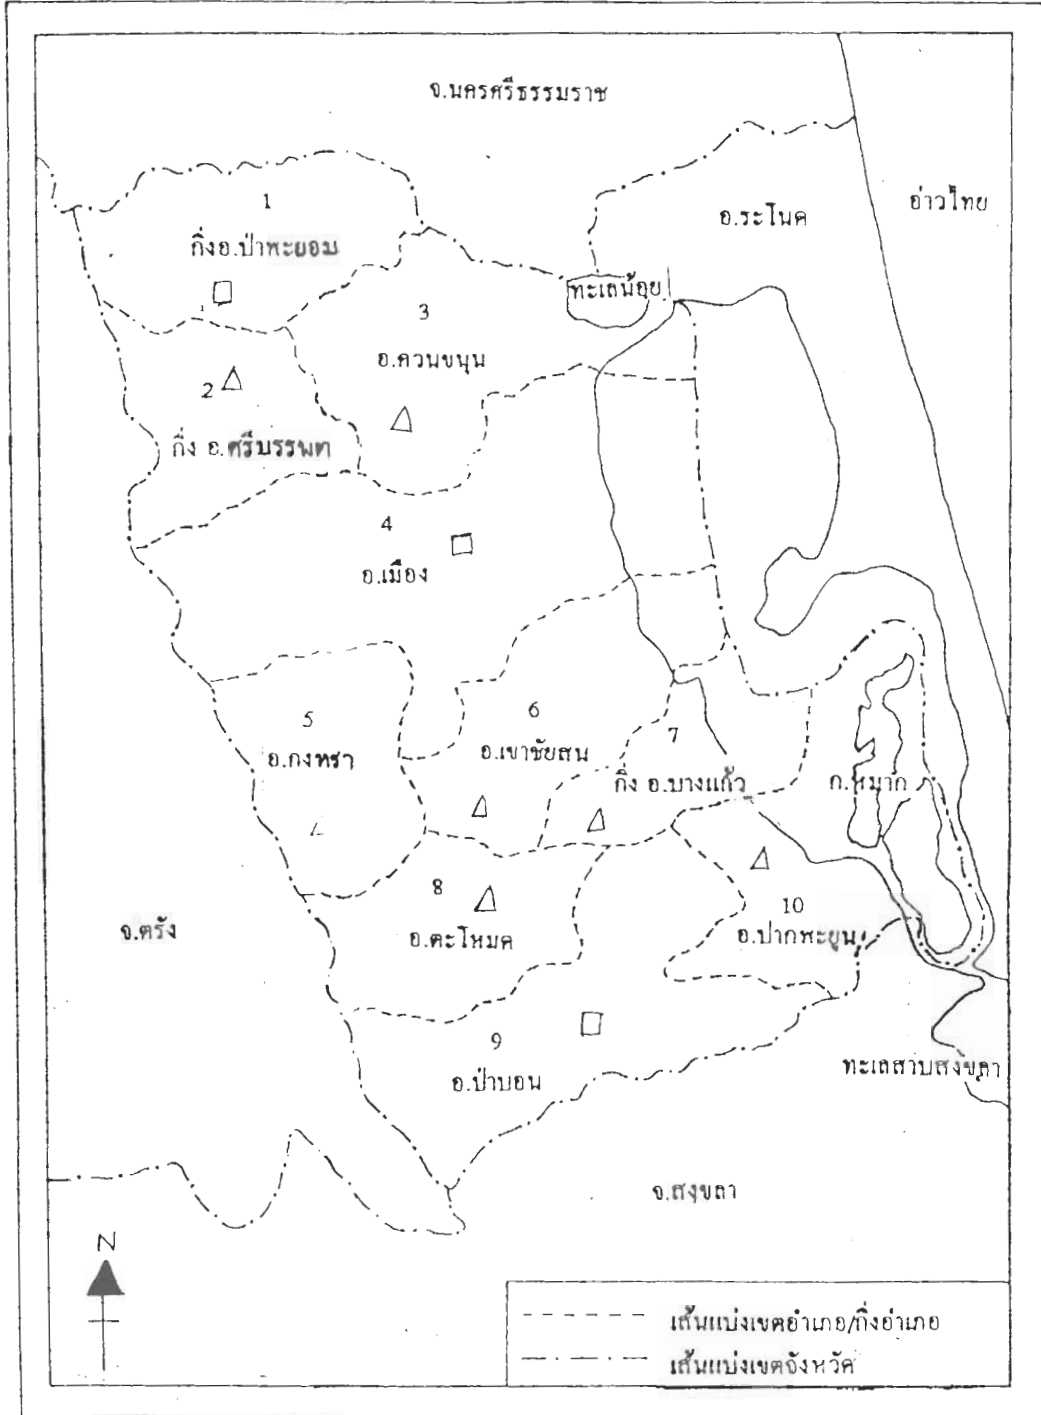 จ.นครศรีธรรมราช
อ่าวไทย
1
กิ่งอ.ป่าพะยอม
อ.ระโนด
ทะเลน้อย
3
อ.ควนขนุน
2
กิ่ง อ.ศรีบรรพต
4
อ.เมือง
5
อ.กงหรา
6
อ.เขาชัยสน
7
กิ่ง อ.บางแก้ว
ก.หมาก
8
อ.ตะโหมด
จ.ตรัง
10
อ.ปากพะยูน
9
อ.ป่าบอน
ทะเลสาบสงขลา
จ.สงขลา
N
เส้นแบ่งเขตอำเภอ/กิ่งอำเภอ
เส้นแบ่งเขตจังหวัด